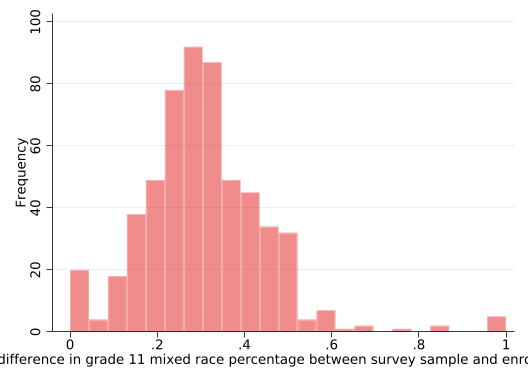 100
80
60
40
20
0
Frequency
0 .2 .4 .6 .8 1
difference in grade 11 mixed race percentage between survey sample and